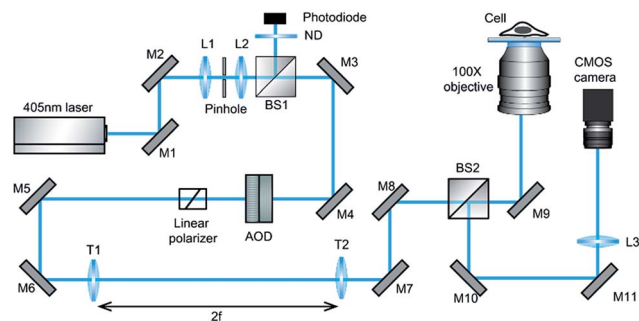 Photodiode
ND
Cell
M2
L1
L2
M3
Pinhole
BS1
100X
objective
CMOS
camera
405nm laser
M1
M5
M8
BS2
Linear
polarizer
AOD
M4
M9
T1
T2
L3
M6
M7
M10
M11
2f